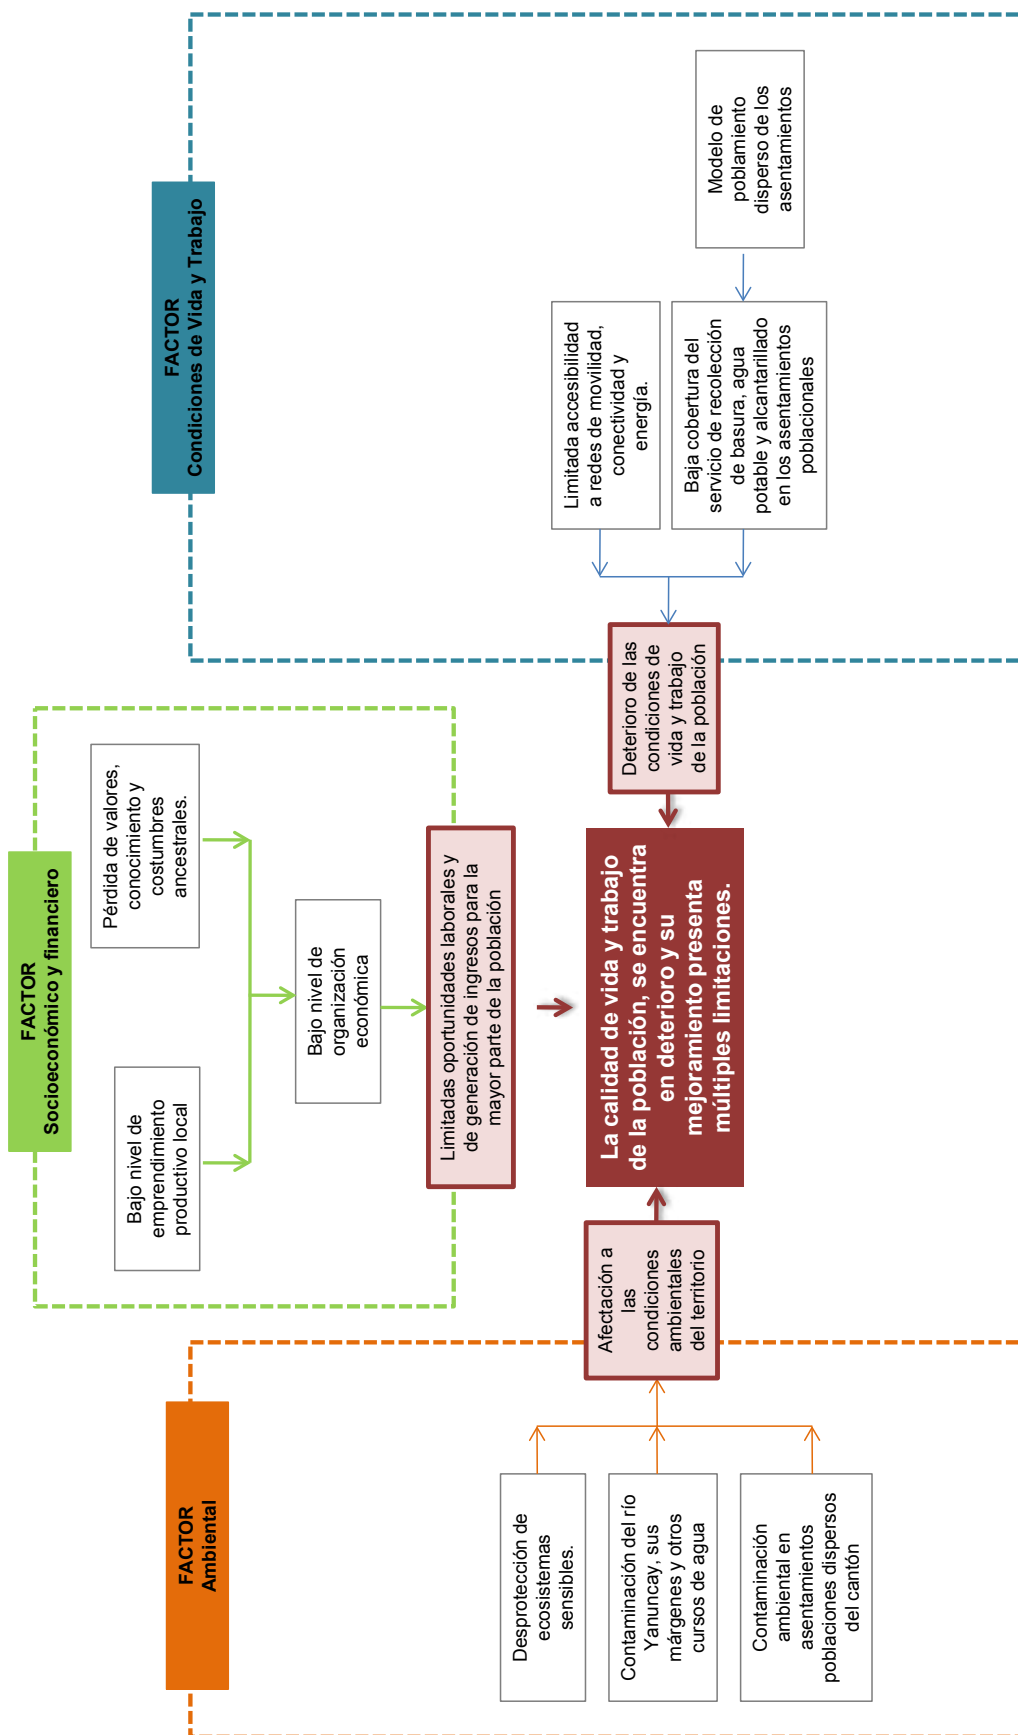 FACTOR
Ambiental
Desprotección de
ecosistemas
sensibles.
Contaminación del río
Yanuncay, sus
márgenes y otros
cursos de agua
Contaminación
ambiental en
asentamientos
poblaciones dispersos
del cantón
Afectación a
las
condiciones
ambientales
del territorio
FACTOR
Socioeconómico y financiero
Bajo nivel de
emprendimiento
productivo local
Pérdida de valores,
conocimiento y
costumbres
ancestrales.
Bajo nivel de
organización
económica
Limitadas oportunidades laborales y
de generación de ingresos para la
mayor parte de la población
La calidad de vida y trabajo
de la población, se encuentra
en deterioro y su
mejoramiento presenta
múltiples limitaciones.
FACTOR
Condiciones de Vida y Trabajo
Deterioro de las
condiciones de
vida y trabajo
de la población
Limitada accesibilidad
a redes de movilidad,
conectividad y
energía.
Baja cobertura del
servicio de recolección
de basura, agua
potable y alcantarillado
en los asentamientos
poblacionales
Modelo de
poblamiento
disperso de los
asentamientos